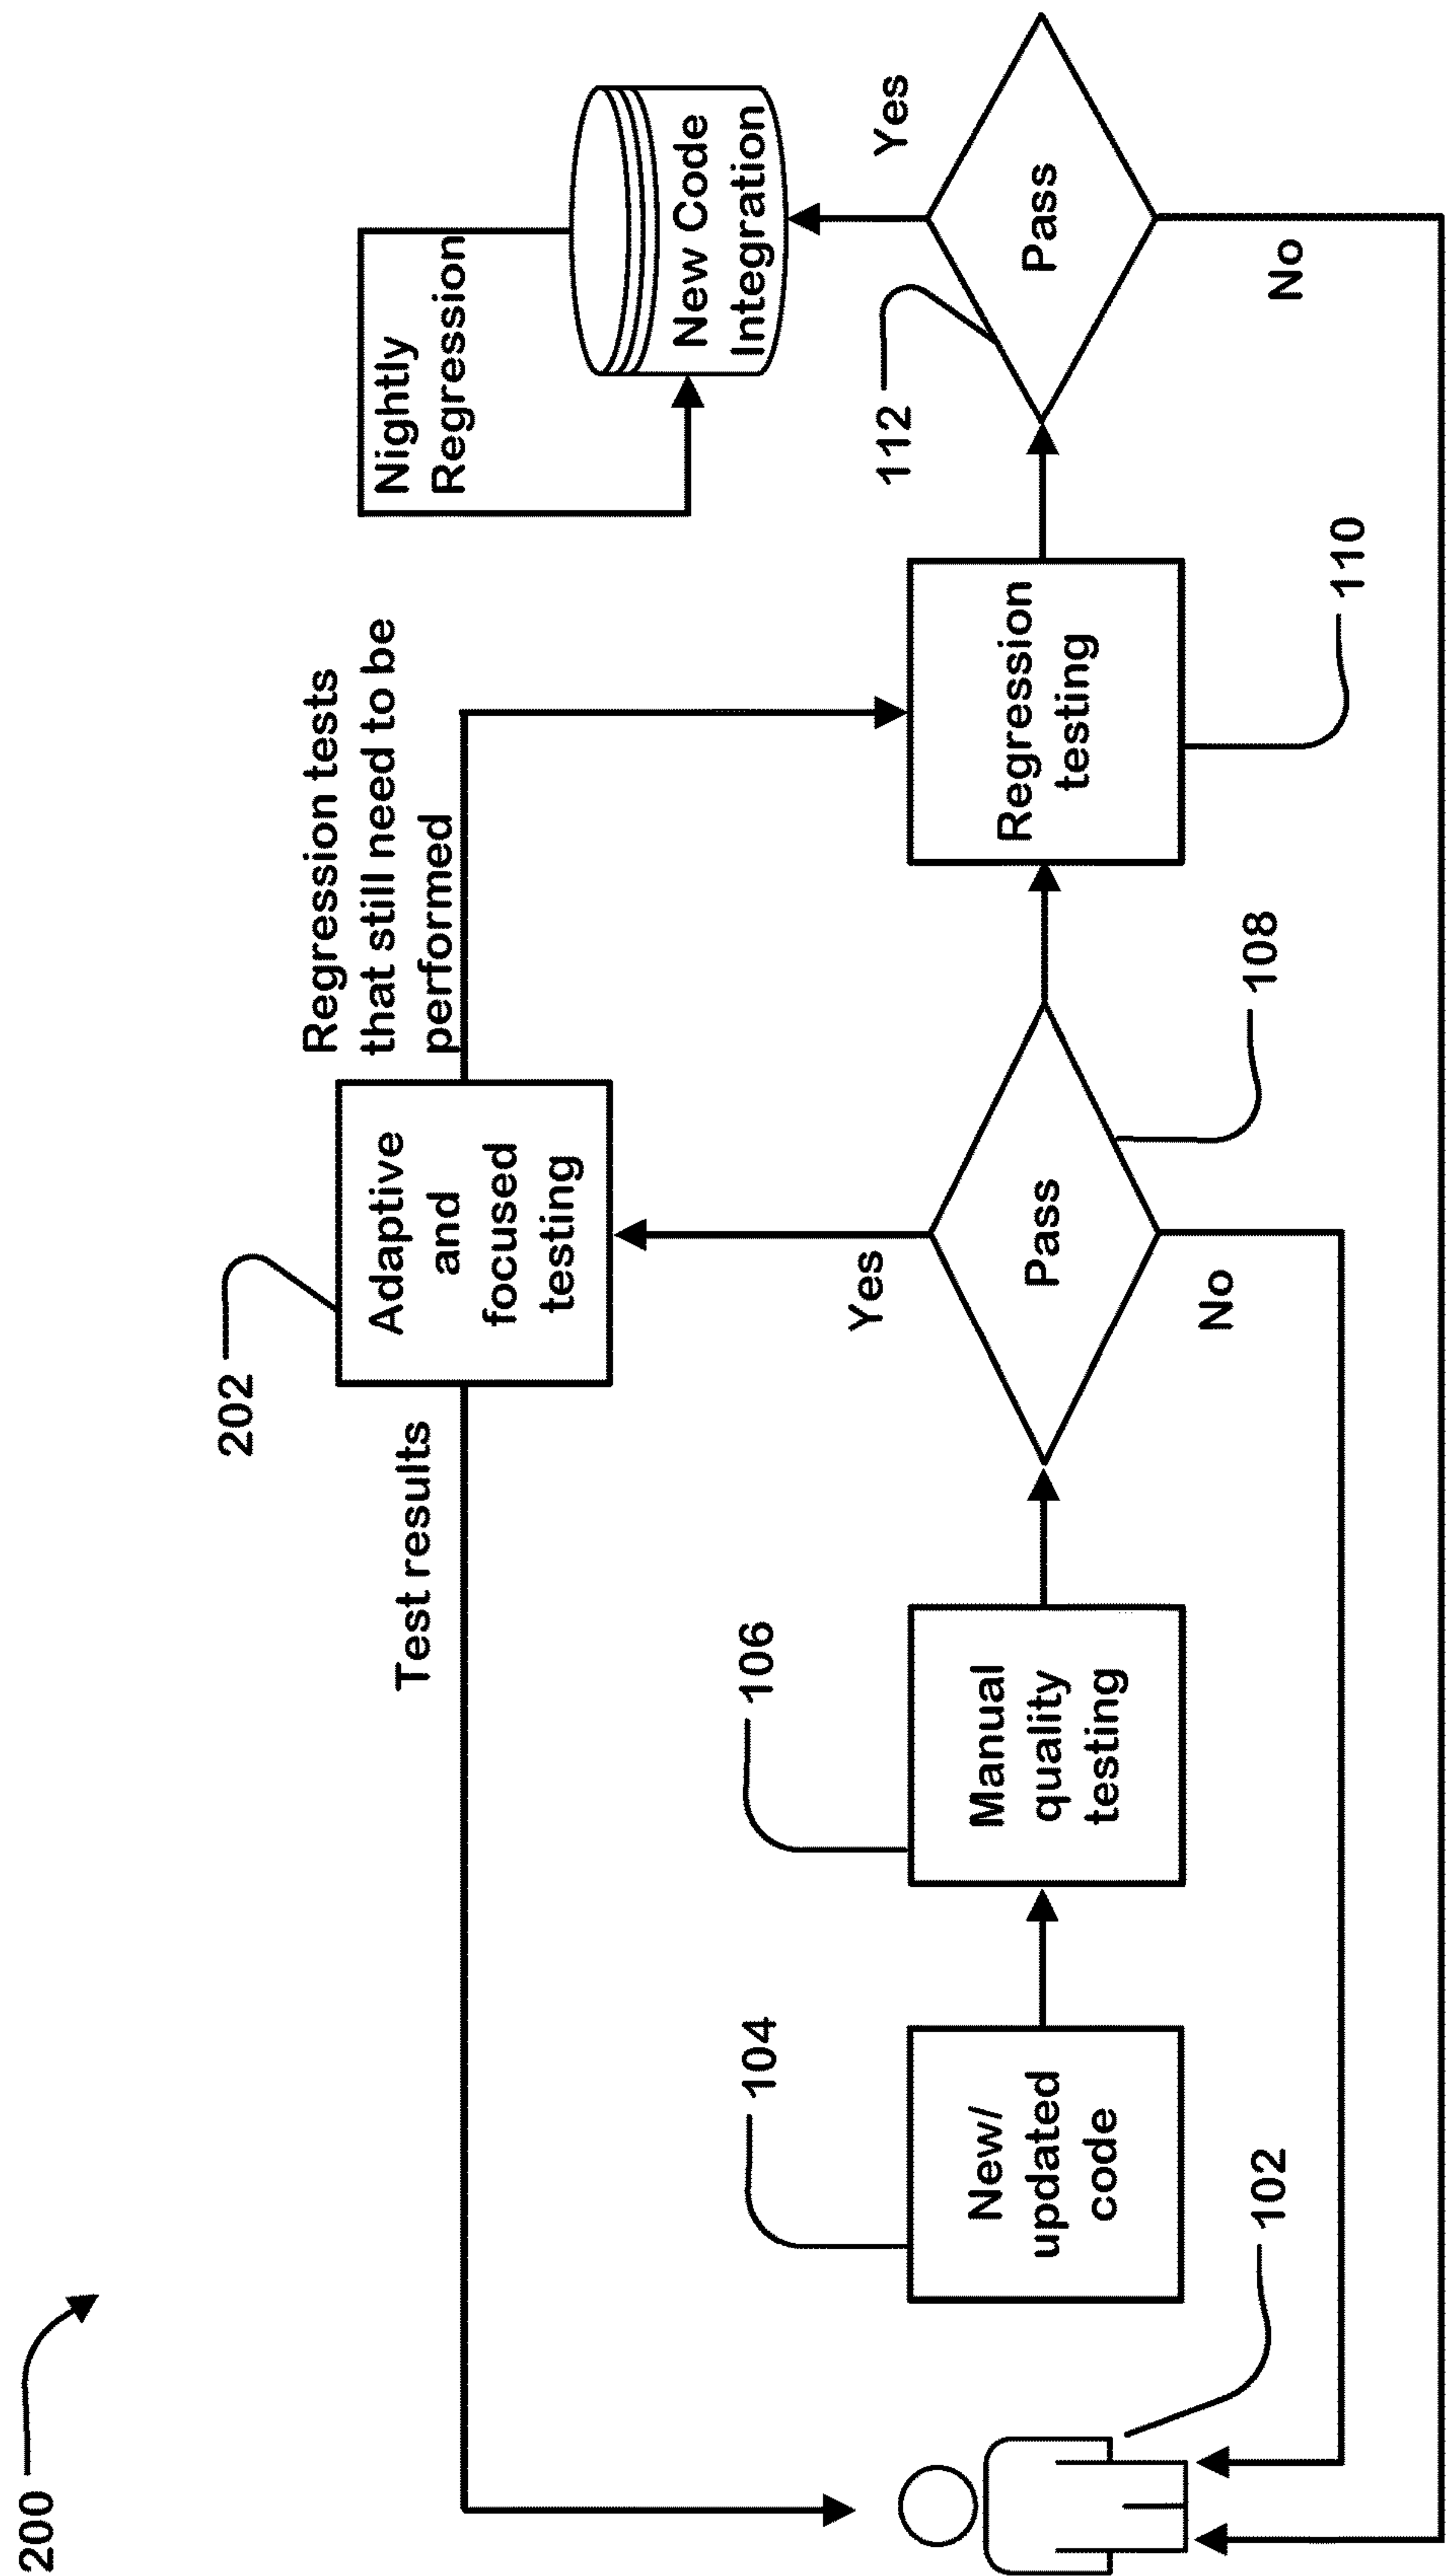 200
202
Test results
Adaptive
and
focused
testing
Regression tests
that still need to be
performed
Nightly
Regression
New Code
Integration
104
New/
updated
code
106
Manual
quality
testing
Yes
Pass
No
108
Regression
testing
110
112
Yes
Pass
No
102